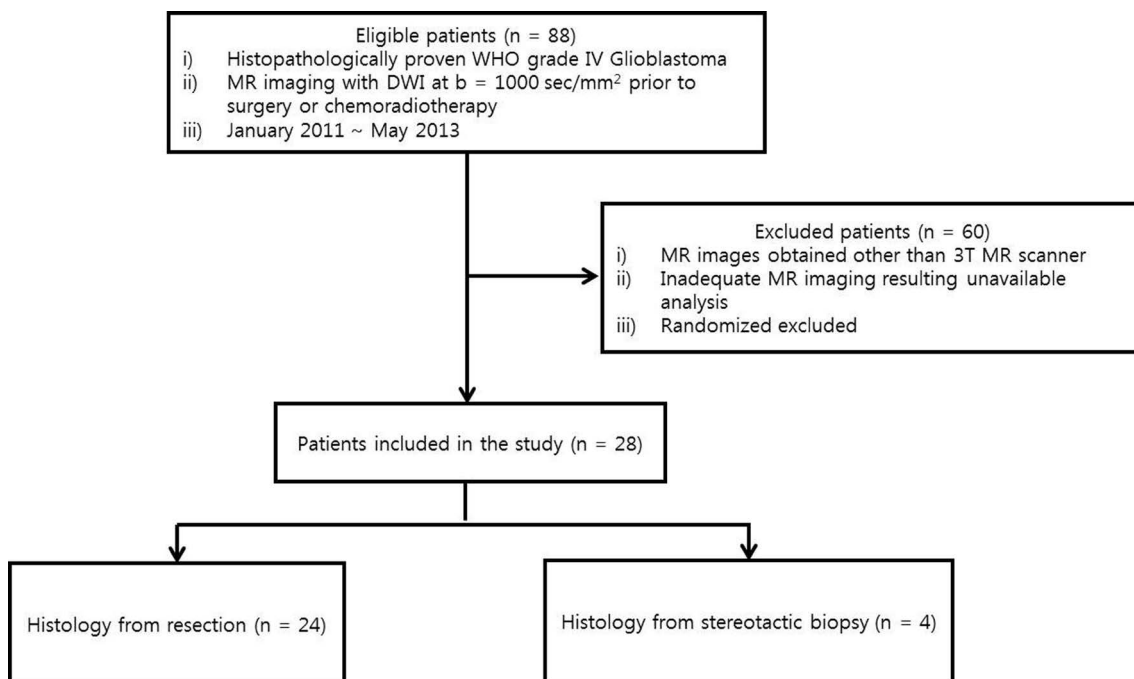 Eligible patients (n = 88)
i) Histopathologically proven WHO grade IV Glioblastoma
ii) MR imaging with DWI at b = 1000 sec/mm² prior to
surgery or chemoradiotherapy
iii) January 2011 ~ May 2013
Excluded patients (n = 60)
i) MR images obtained other than 3T MR scanner
ii) Inadequate MR imaging resulting unavailable
analysis
iii) Randomized excluded
Patients included in the study (n = 28)
Histology from resection (n = 24)
Histology from stereotactic biopsy (n = 4)